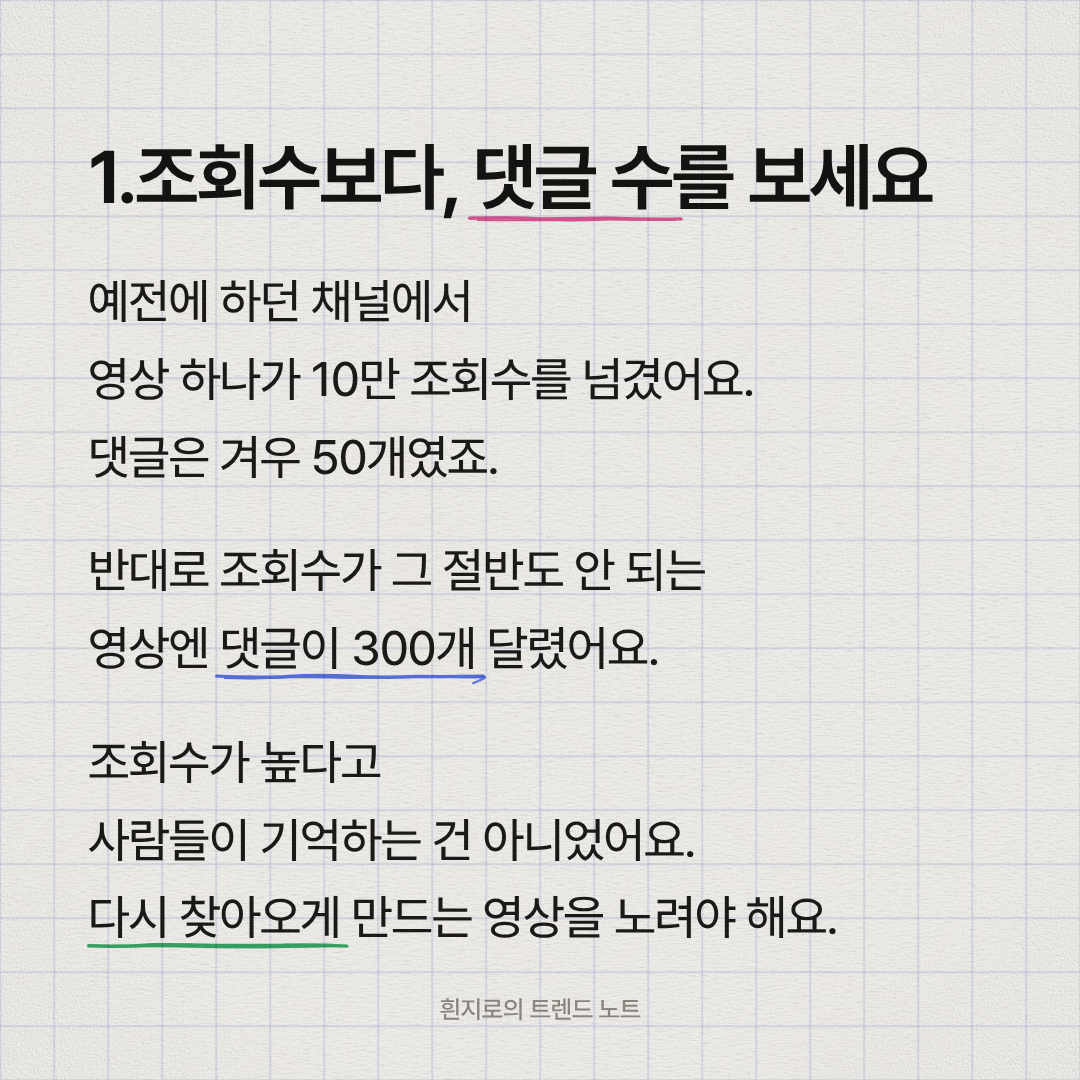 1.조회수보다, 댓글 수를 보세요
예전에 하던 채널에서
영상 하나가 10만 조회수를 넘겼어요.
댓글은 겨우 50개였죠.
반대로 조회수가 그 절반도 안 되는
영상엔 댓글이 300개 달렸어요.
조회수가 높다고
사람들이 기억하는 건 아니었어요.
다시 찾아오게 만드는 영상을 노려야 해요.
흰지로의 트렌드 노트